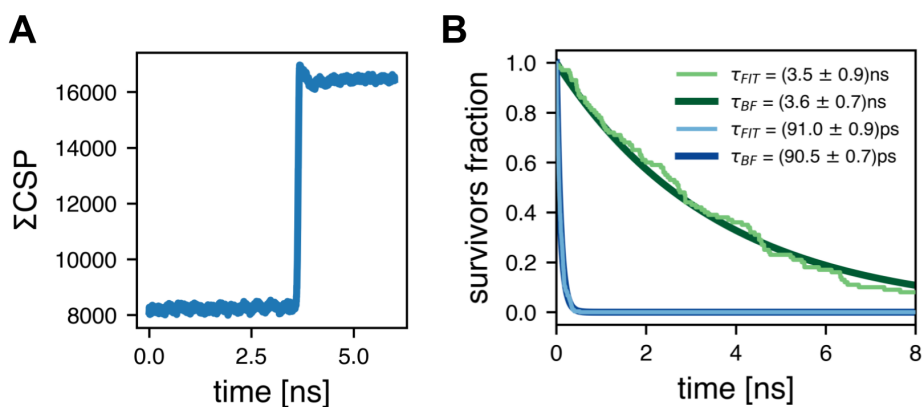 A
ΣCSP
16000
14000
12000
10000
8000
0.0
2.5
5.0
time [ns]
B
survivors fraction
1.0
0.8
0.6
0.4
0.2
0.0
τFIT = (3.5 ± 0.9)ns
τBF = (3.6 ± 0.7)ns
τFIT = (91.0 ± 0.9)ps
τBF = (90.5 ± 0.7)ps
0
2
4
6
8
time [ns]